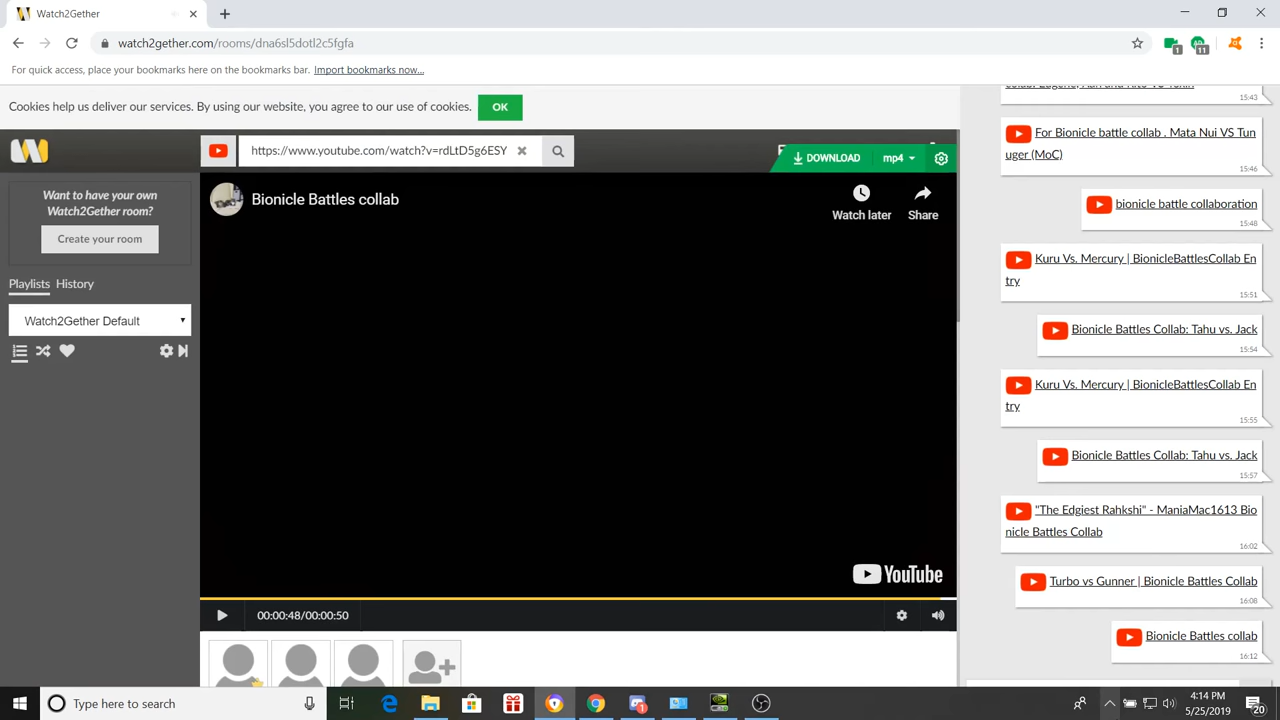 Watch2Gether
watch2gether.com/rooms/dna6sl5dotl2c5fgfa
1
11
For quick access, place your bookmarks here on the bookmarks bar. Import bookmarks now...
Cookies help us deliver our services. By using our website, you agree to our use of cookies. OK
https://www.youtube.com/watch?v=rdLtD5g6ESY
DOWNLOAD mp4
Want to have your own
Watch2Gether room?
Create your room
Playlists History
Watch2Gether Default
Bionicle Battles collab
Watch later
Share
YouTube
00:00:48/00:00:50
15:43
For Bionicle battle collab . Mata Nui VS Tun
uger (MoC)
15:46
bionicle battle collaboration
15:48
Kuru Vs. Mercury | BionicleBattlesCollab En
try
15:51
Bionicle Battles Collab: Tahu vs. Jack
15:54
Kuru Vs. Mercury | BionicleBattlesCollab En
try
15:55
Bionicle Battles Collab: Tahu vs. Jack
15:57
"The Edgiest Rahkshi" - ManiaMac1613 Bio
nicle Battles Collab
16:02
Turbo vs Gunner | Bionicle Battles Collab
16:08
Bionicle Battles collab
16:12
Type here to search
4:14 PM
5/25/2019
20